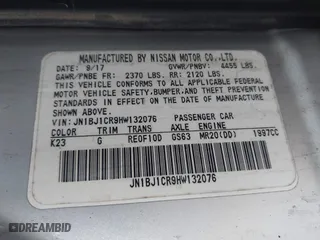 MANUFACTURED BY NISSAN MOTOR CO.,LTD.
DATE: 9/17 GVWR/PNBV: 4455 LBS.
GAWR/PNBE FR: 2370 LBS. RR: 2120 LBS.
THIS VEHICLE CONFORMS TO ALL APPLICABLE FEDERAL
MOTOR VEHICLE SAFETY,BUMPER,AND THEFT PREVENTION
STANDARDS IN EFFECT ON THE DATE OF MANUFACTURE
SHOWN ABOVE.
VIN: JN1BJ1CR9HW132076 PASSENGER CAR
COLOR TRIM TRANS AXLE ENGINE
K23 G RE0F10D GS63 MR20(DD) 1997CC
JN1BJ1CR9HW132076
DealerCenter